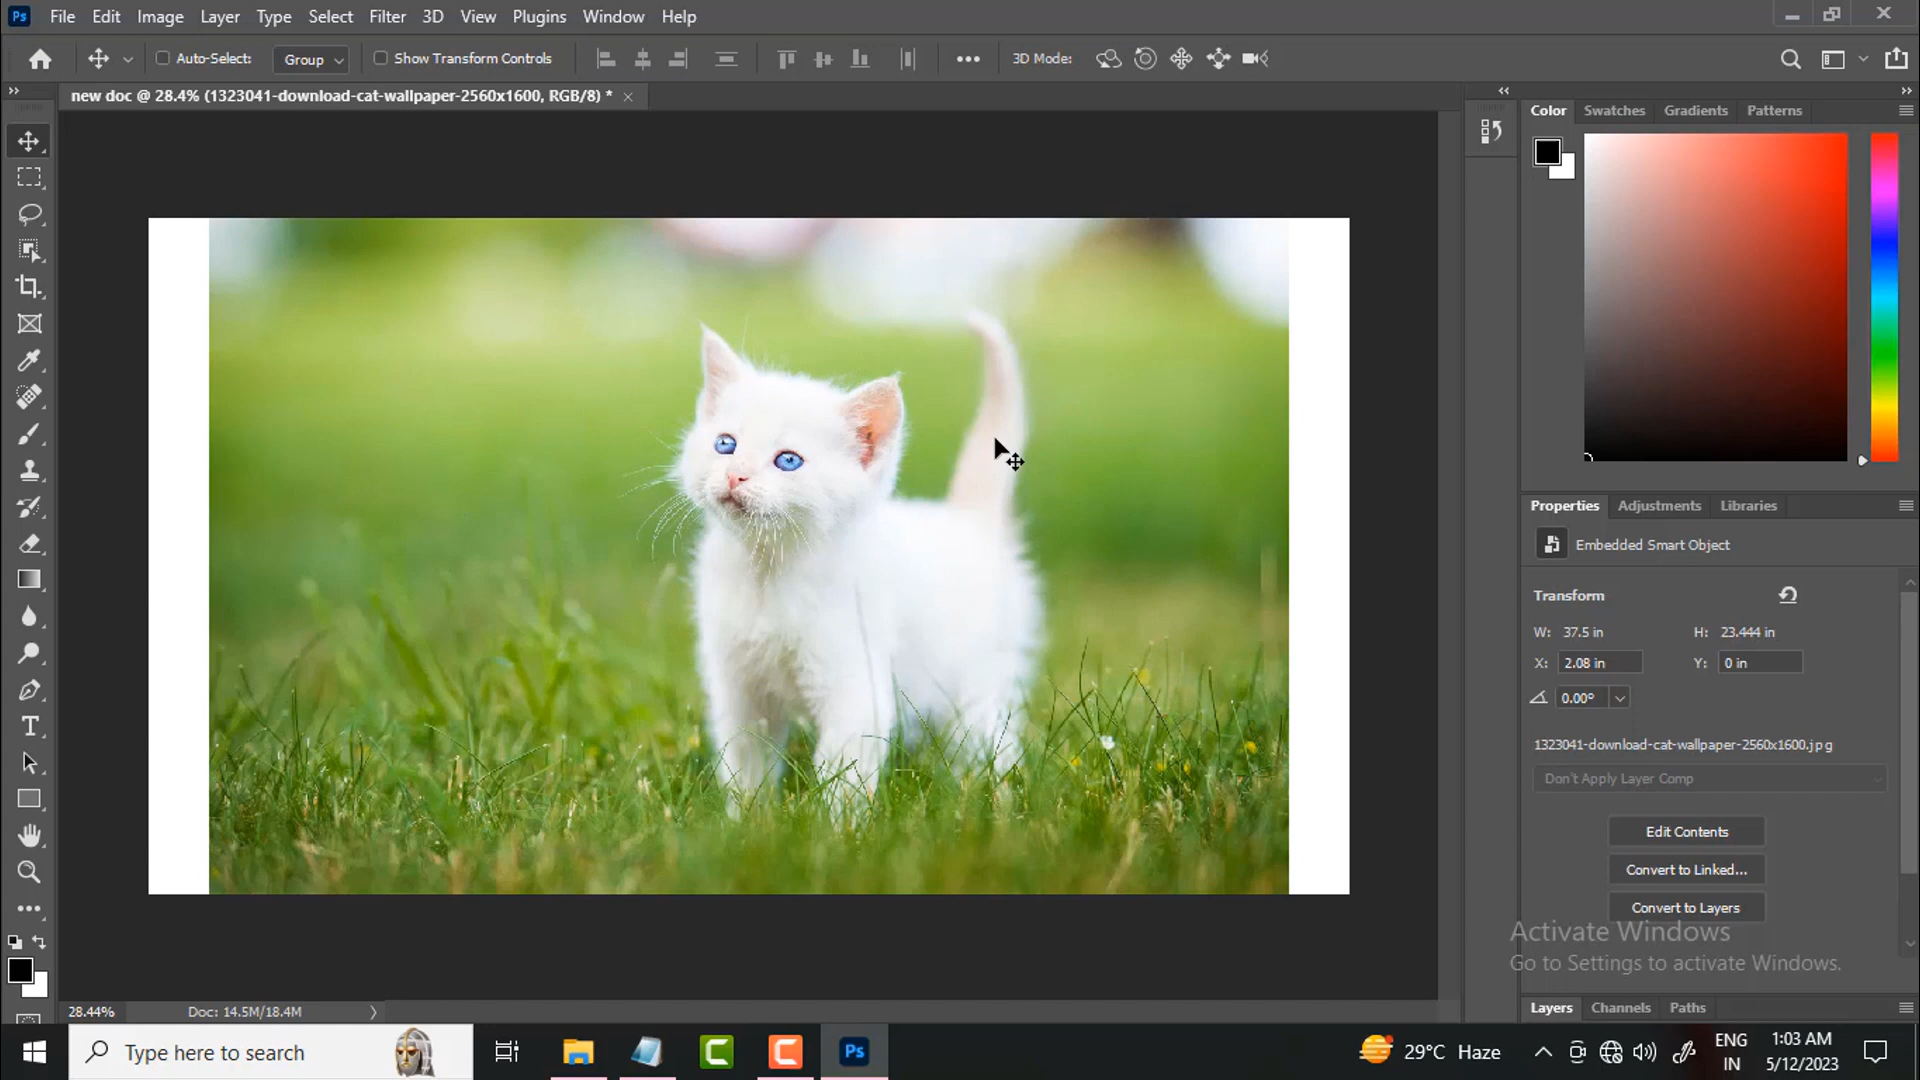 Ps File Edit Image Layer Type Select Filter 3D View Plugins Window Help
Auto-Select: Group Show Transform Controls 3D Mode:
new doc @ 28.4% (1323041-download-cat-wallpaper-2560x1600, RGB/8) *
Color Swatches Gradients Patterns
Properties Adjustments Libraries
Embedded Smart Object
Transform
W: 37.5 in H: 23.444 in
X: 2.08 in Y: 0 in
0.00°
1323041-download-cat-wallpaper-2560x1600.jpg
Don't Apply Layer Comp
Edit Contents
Convert to Linked...
Convert to Layers
Activate Windows
Go to Settings to activate Windows.
28.44% Doc: 14.5M/18.4M
Layers Channels Paths
Type here to search
Ps
29°C Haze
ENG
IN
1:03 AM
5/12/2023